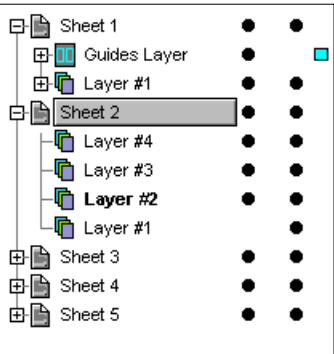 Sheet 1
Guides Layer
Layer #1
Sheet 2
Layer #4
Layer #3
Layer #2
Layer #1
Sheet 3
Sheet 4
Sheet 5